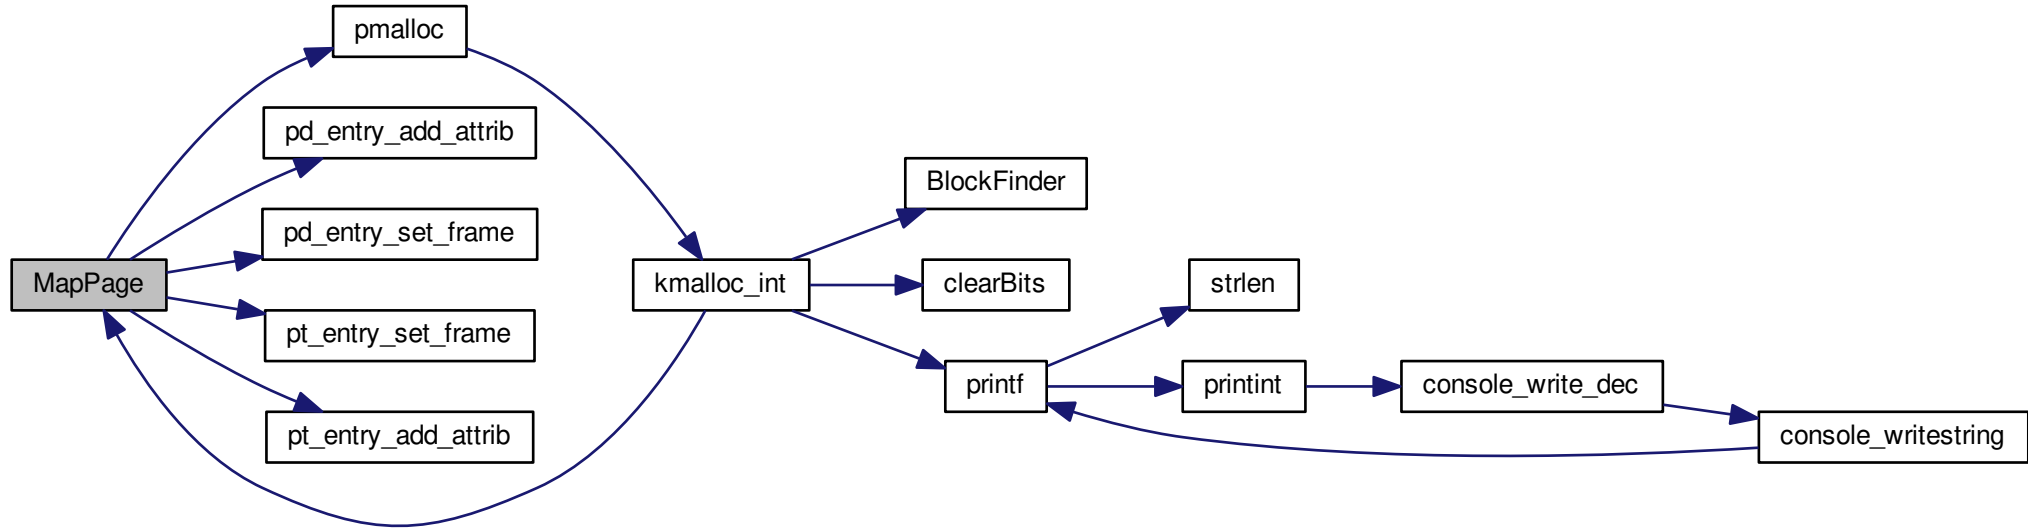 pmalloc
pd_entry_add_attrib
BlockFinder
pd_entry_set_frame
MapPage
kmalloc_int
clearBits
strlen
pt_entry_set_frame
printf
printint
console_write_dec
pt_entry_add_attrib
console_writestring